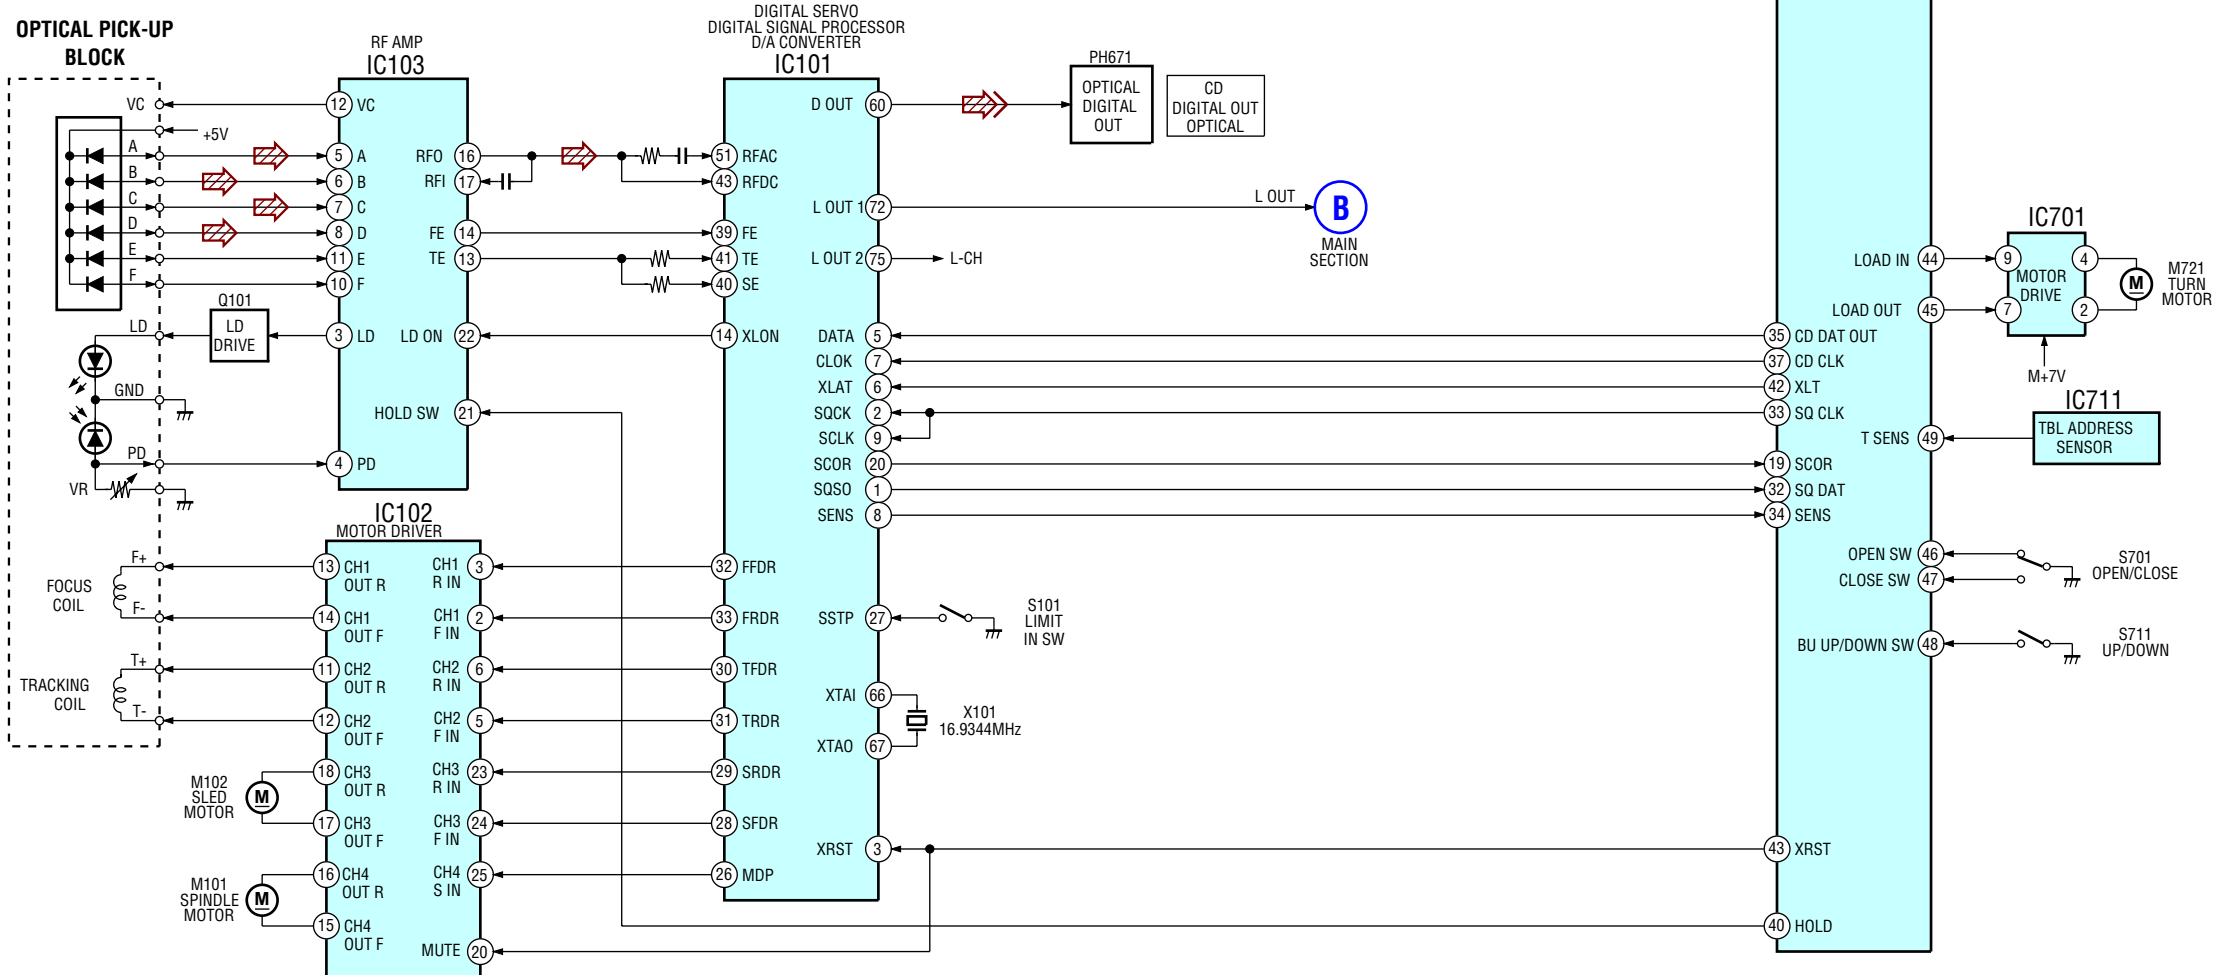 OPTICAL PICK-UP
BLOCK
VC
+5V
A
B
C
D
E
F
LD
GND
PD
VR
Q101
LD
DRIVE
F+
FOCUS
COIL
F-
T+
TRACKING
COIL
T-
M102
SLED
MOTOR
M
M101
SPINDLE
MOTOR
M
RF AMP
IC103
12 VC
5 A
6 B
7 C
8 D
11 E
10 F
3 LD
4 PD
RFO 16
RFI 17
FE 14
TE 13
LD ON 22
HOLD SW 21
IC102
MOTOR DRIVER
13 CH1
OUT R
14 CH1
OUT F
11 CH2
OUT R
12 CH2
OUT F
18 CH3
OUT R
17 CH3
OUT F
16 CH4
OUT R
15 CH4
OUT F
CH1 3
R IN
CH1 2
F IN
CH2 6
R IN
CH2 5
F IN
CH3 23
R IN
CH3 24
F IN
CH4 25
S IN
MUTE 20
DIGITAL SERVO
DIGITAL SIGNAL PROCESSOR
D/A CONVERTER
IC101
51 RFAC
43 RFDC
39 FE
41 TE
40 SE
14 XLON
32 FFDR
33 FRDR
30 TFDR
31 TRDR
29 SRDR
28 SFDR
26 MDP
D OUT 60
L OUT 1 72
L OUT 2 75
DATA 5
CLOK 7
XLAT 6
SQCK 2
SCLK 9
SCOR 20
SQSO 1
SENS 8
SSTP 27
XTAI 66
XTAO 67
XRST 3
PH671
OPTICAL
DIGITAL
OUT
CD
DIGITAL OUT
OPTICAL
L OUT
B
MAIN
SECTION
L-CH
S101
LIMIT
IN SW
X101
16.9344MHz
35 CD DAT OUT
37 CD CLK
42 XLT
33 SQ CLK
19 SCOR
32 SQ DAT
34 SENS
43 XRST
40 HOLD
LOAD IN 44
LOAD OUT 45
T SENS 49
OPEN SW 46
CLOSE SW 47
BU UP/DOWN SW 48
IC701
9 4
MOTOR
DRIVE
7 2
M+7V
M
M721
TURN
MOTOR
IC711
TBL ADDRESS
SENSOR
S701
OPEN/CLOSE
S711
UP/DOWN